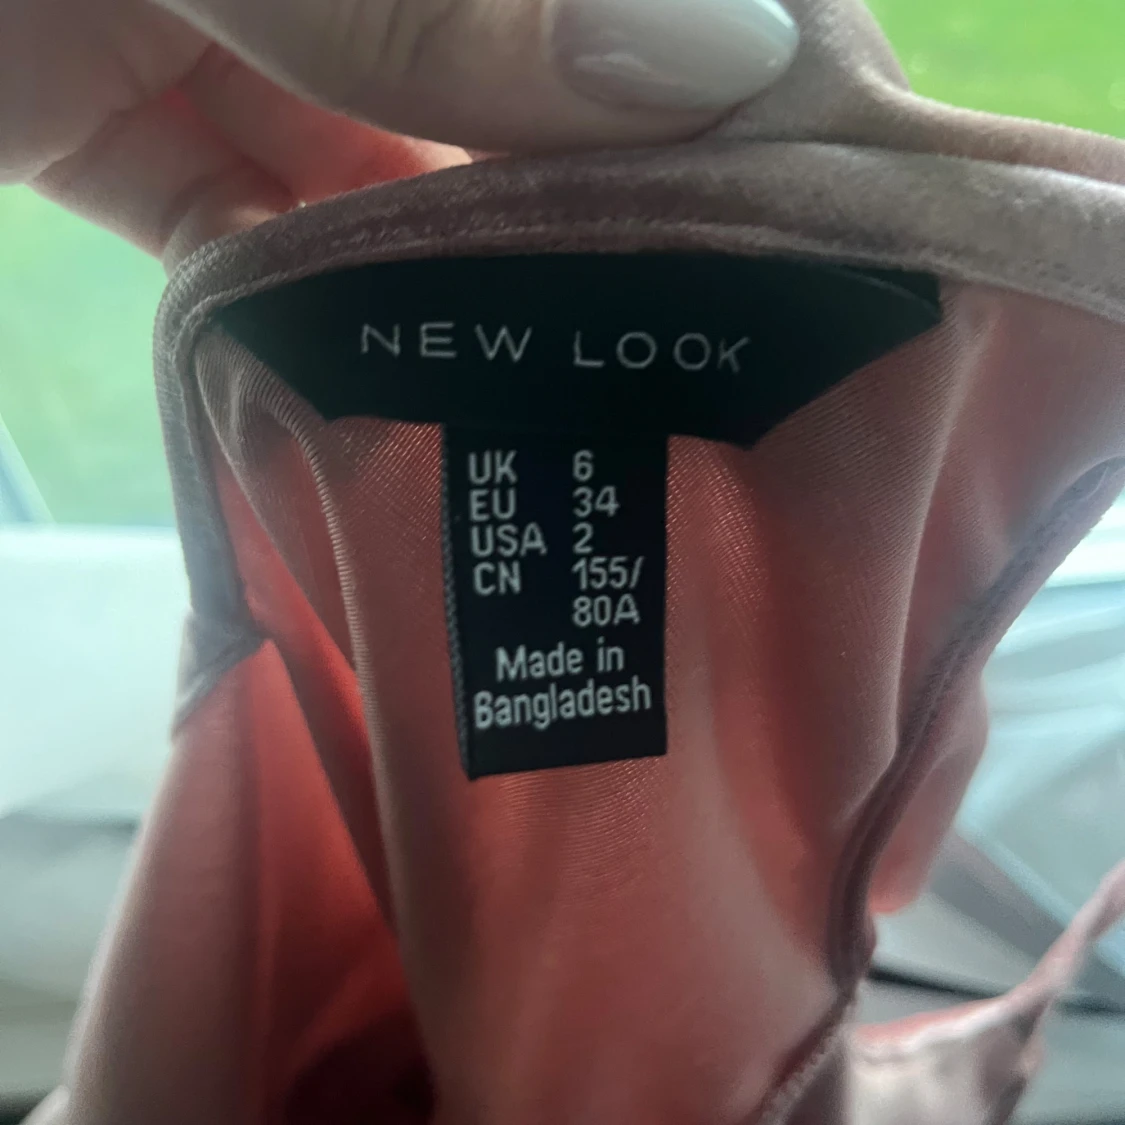 NEW LOOK
UK 6
EU 34
USA 2
CN 155/
80A
Made in
Bangladesh